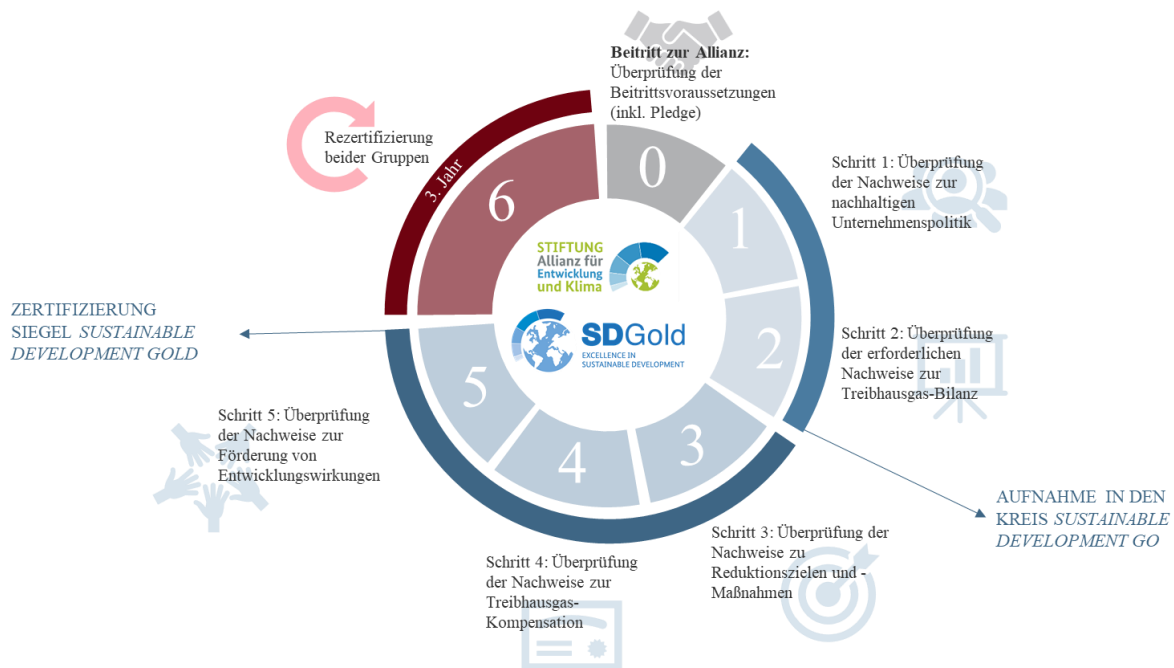 Beitritt zur Allianz:
Überprüfung der
Beitrittsvoraussetzungen
(inkl. Pledge)
0
Schritt 1: Überprüfung
der Nachweise zur
nachhaltigen
Unternehmenspolitik
1
Schritt 2: Überprüfung
der erforderlichen
Nachweise zur
Treibhausgas-Bilanz
2
AUFNAHME IN DEN
KREIS SUSTAINABLE
DEVELOPMENT GO
Schritt 3: Überprüfung der
Nachweise zu
Reduktionszielen und -
Maßnahmen
3
Schritt 4: Überprüfung
der Nachweise zur
Treibhausgas-
Kompensation
4
Schritt 5: Überprüfung
der Nachweise zur
Förderung von
Entwicklungswirkungen
5
ZERTIFIZIERUNG
SIEGEL SUSTAINABLE
DEVELOPMENT GOLD
Rezertifizierung
beider Gruppen
3. Jahr
6
STIFTUNG
Allianz für
Entwicklung
und Klima
SDGold
EXCELLENCE IN
SUSTAINABLE DEVELOPMENT